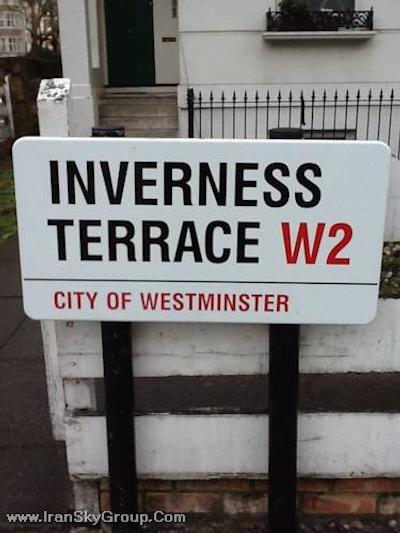 INVERNESS
TERRACE W2
CITY OF WESTMINSTER
www.IranSkyGroup.Com